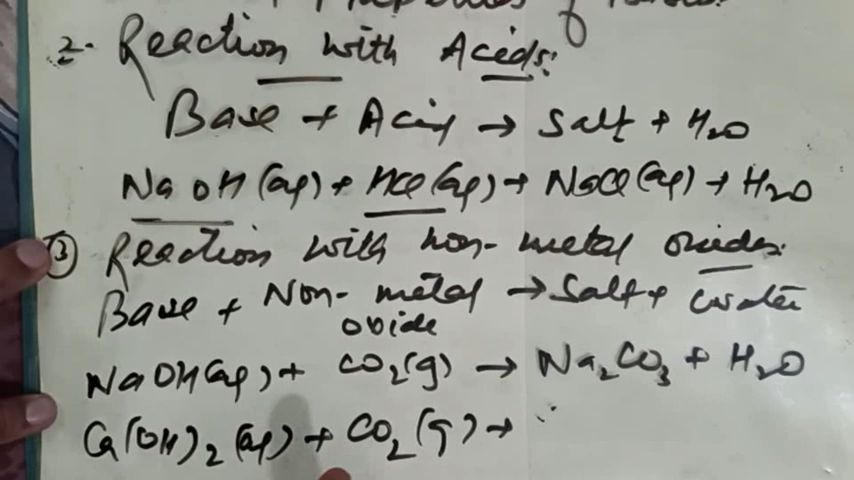 2. Reaction with Acids:
Base + Acid → Salt + H₂O
NaOH(aq) + HCl(aq) → NaCl(aq) + H₂O
③ Reaction with non-metal oxides:
Base + Non-metal → Salt + water
oxide
NaOH(aq) + CO₂(g) → Na₂CO₃ + H₂O
Ca(OH)₂(aq) + CO₂(g) →